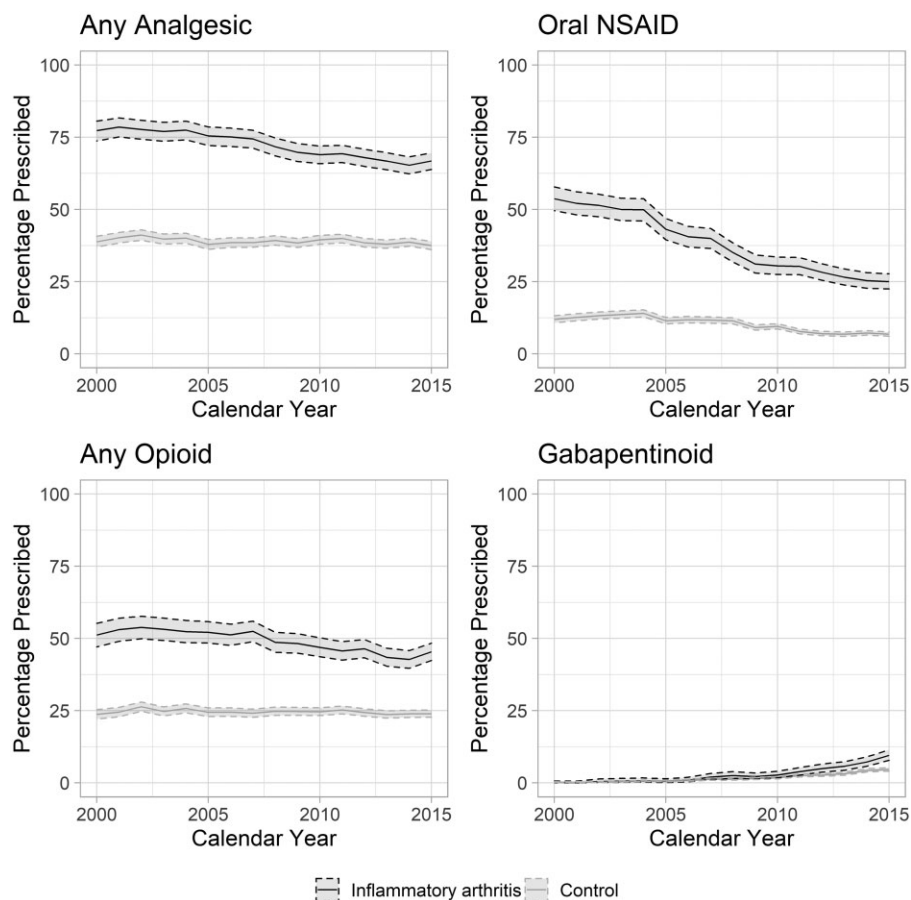 Any Analgesic
Percentage Prescribed
100
75
50
25
0
2000 2005 2010 2015
Calendar Year
Oral NSAID
Percentage Prescribed
100
75
50
25
0
2000 2005 2010 2015
Calendar Year
Any Opioid
Percentage Prescribed
100
75
50
25
0
2000 2005 2010 2015
Calendar Year
Gabapentinoid
Percentage Prescribed
100
75
50
25
0
2000 2005 2010 2015
Calendar Year
Inflammatory arthritis Control